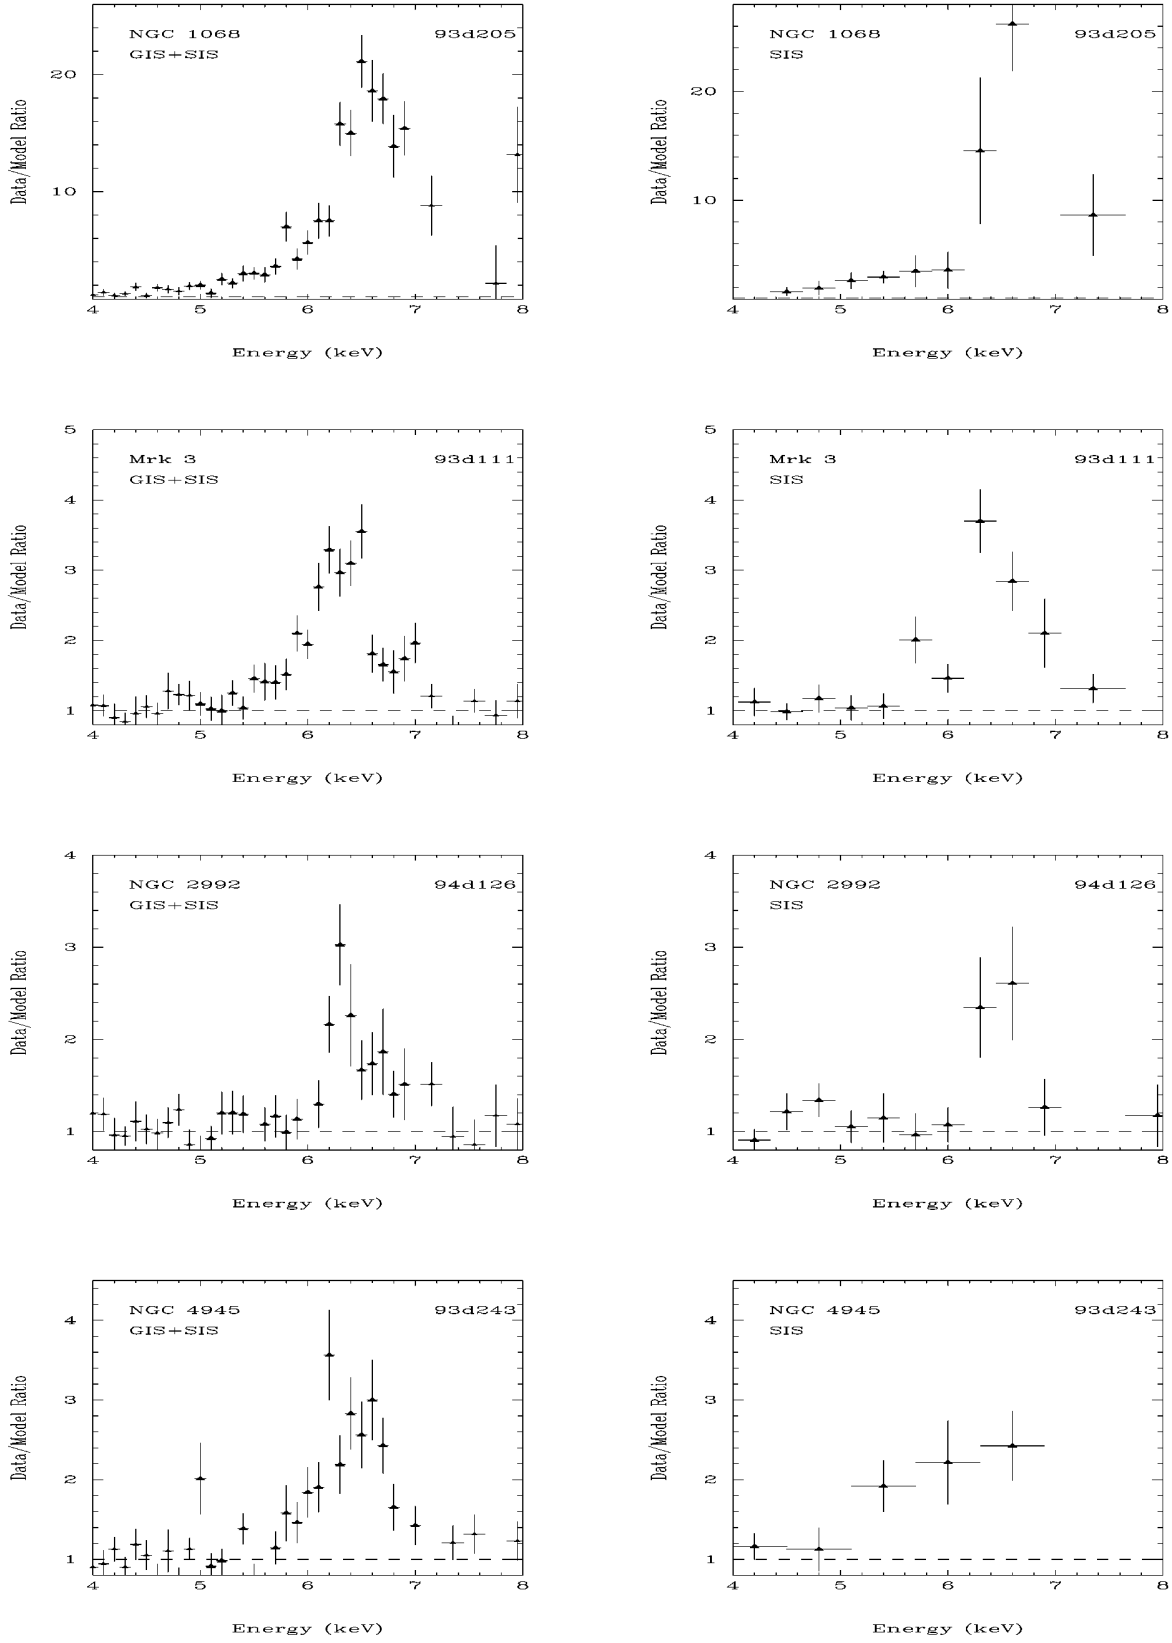 NGC 1068 93d205
GIS+SIS
20
10
Data/Model Ratio
4 5 6 7 8
Energy (keV)
NGC 1068 93d205
SIS
20
10
Data/Model Ratio
4 5 6 7 8
Energy (keV)
5
Mrk 3 93d111
GIS+SIS
4
3
2
1
Data/Model Ratio
4 5 6 7 8
Energy (keV)
5
Mrk 3 93d111
SIS
4
3
2
1
Data/Model Ratio
4 5 6 7 8
Energy (keV)
4
NGC 2992 94d126
GIS+SIS
3
2
1
Data/Model Ratio
4 5 6 7 8
Energy (keV)
4
NGC 2992 94d126
SIS
3
2
1
Data/Model Ratio
4 5 6 7 8
Energy (keV)
NGC 4945 93d243
GIS+SIS
4
3
2
1
Data/Model Ratio
4 5 6 7 8
Energy (keV)
NGC 4945 93d243
SIS
4
3
2
1
Data/Model Ratio
4 5 6 7 8
Energy (keV)